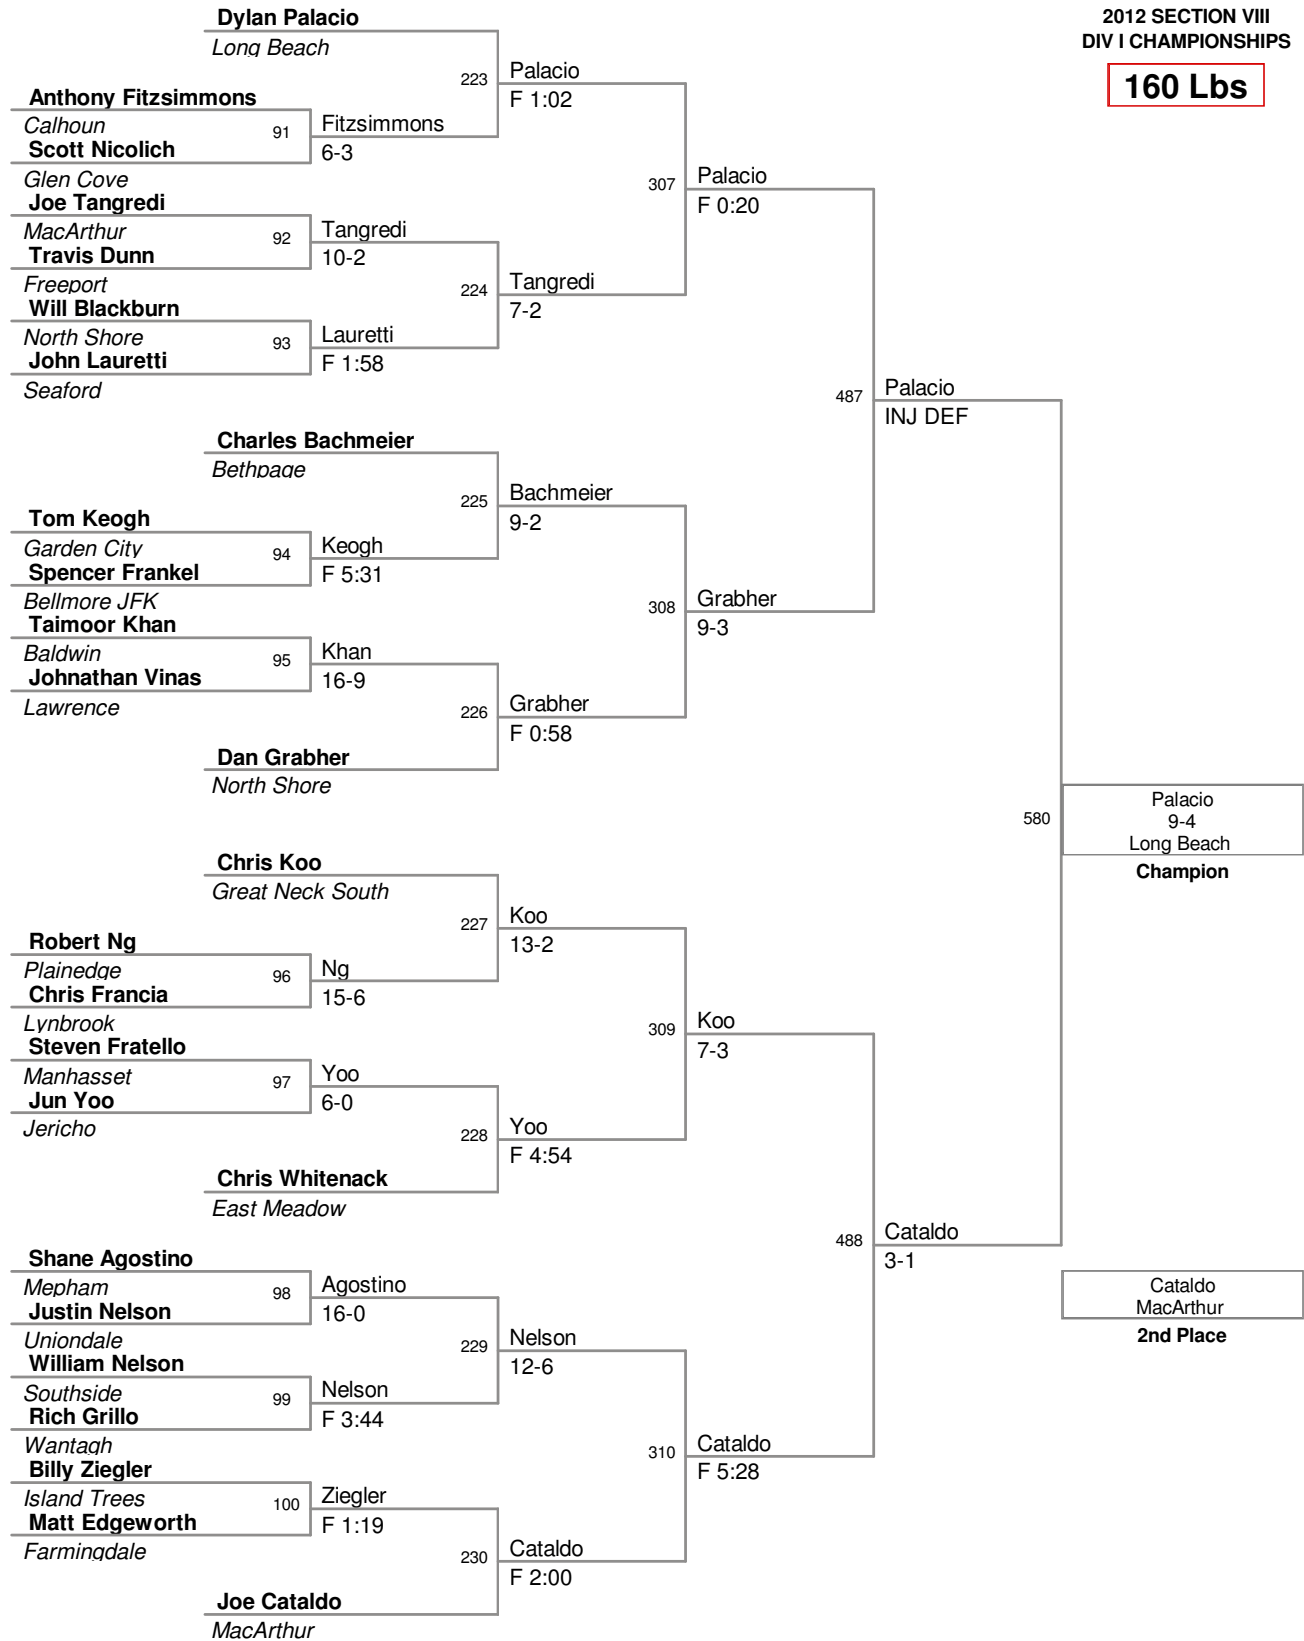 2012 SECTION VIII
DIV I CHAMPIONSHIPS
160 Lbs
Dylan Palacio
Long Beach
223
Palacio
F 1:02
Anthony Fitzsimmons
Calhoun
91
Fitzsimmons
6-3
Scott Nicolich
Glen Cove
307
Palacio
F 0:20
Joe Tangredi
MacArthur
92
Tangredi
10-2
Travis Dunn
Freeport
224
Tangredi
7-2
Will Blackburn
North Shore
93
Lauretti
F 1:58
John Lauretti
Seaford
487
Palacio
INJ DEF
Charles Bachmeier
Bethpage
225
Bachmeier
9-2
Tom Keogh
Garden City
94
Keogh
F 5:31
Spencer Frankel
Bellmore JFK
308
Grabher
9-3
Taimoor Khan
Baldwin
95
Khan
16-9
Johnathan Vinas
Lawrence
226
Grabher
F 0:58
Dan Grabher
North Shore
580
Palacio
9-4
Long Beach
Champion
Chris Koo
Great Neck South
227
Koo
13-2
Robert Ng
Plainedge
96
Ng
15-6
Chris Francia
Lynbrook
309
Koo
7-3
Steven Fratello
Manhasset
97
Yoo
6-0
Jun Yoo
Jericho
228
Yoo
F 4:54
Chris Whitenack
East Meadow
488
Cataldo
3-1
Shane Agostino
Mepham
98
Agostino
16-0
Justin Nelson
Uniondale
229
Nelson
12-6
William Nelson
Southside
99
Nelson
F 3:44
Rich Grillo
Wantagh
310
Cataldo
F 5:28
Billy Ziegler
Island Trees
100
Ziegler
F 1:19
Matt Edgeworth
Farmingdale
230
Cataldo
F 2:00
Joe Cataldo
MacArthur
Cataldo
MacArthur
2nd Place